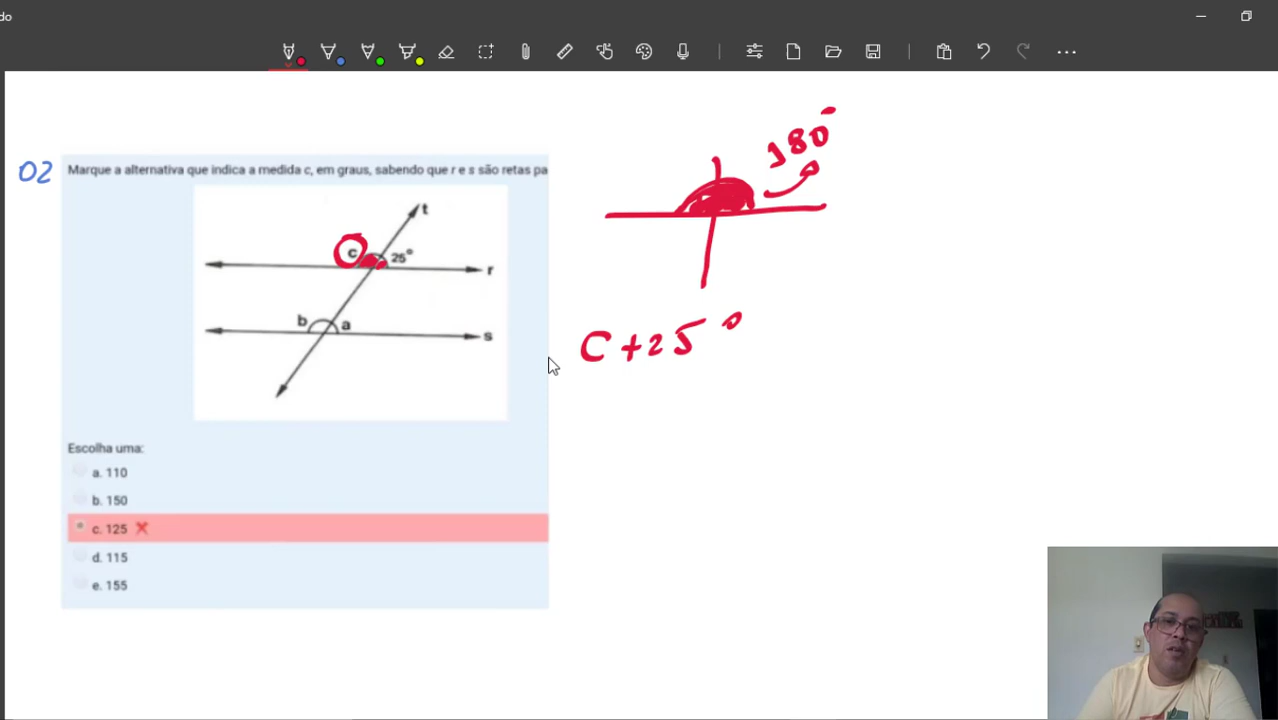 do
02
Marque a alternativa que indica a medida c, em graus, sabendo que r e s são retas pa
t
c 25°
r
b a
s
180°
C+25°
Escolha uma:
a. 110
b. 150
c. 125
d. 115
e. 155